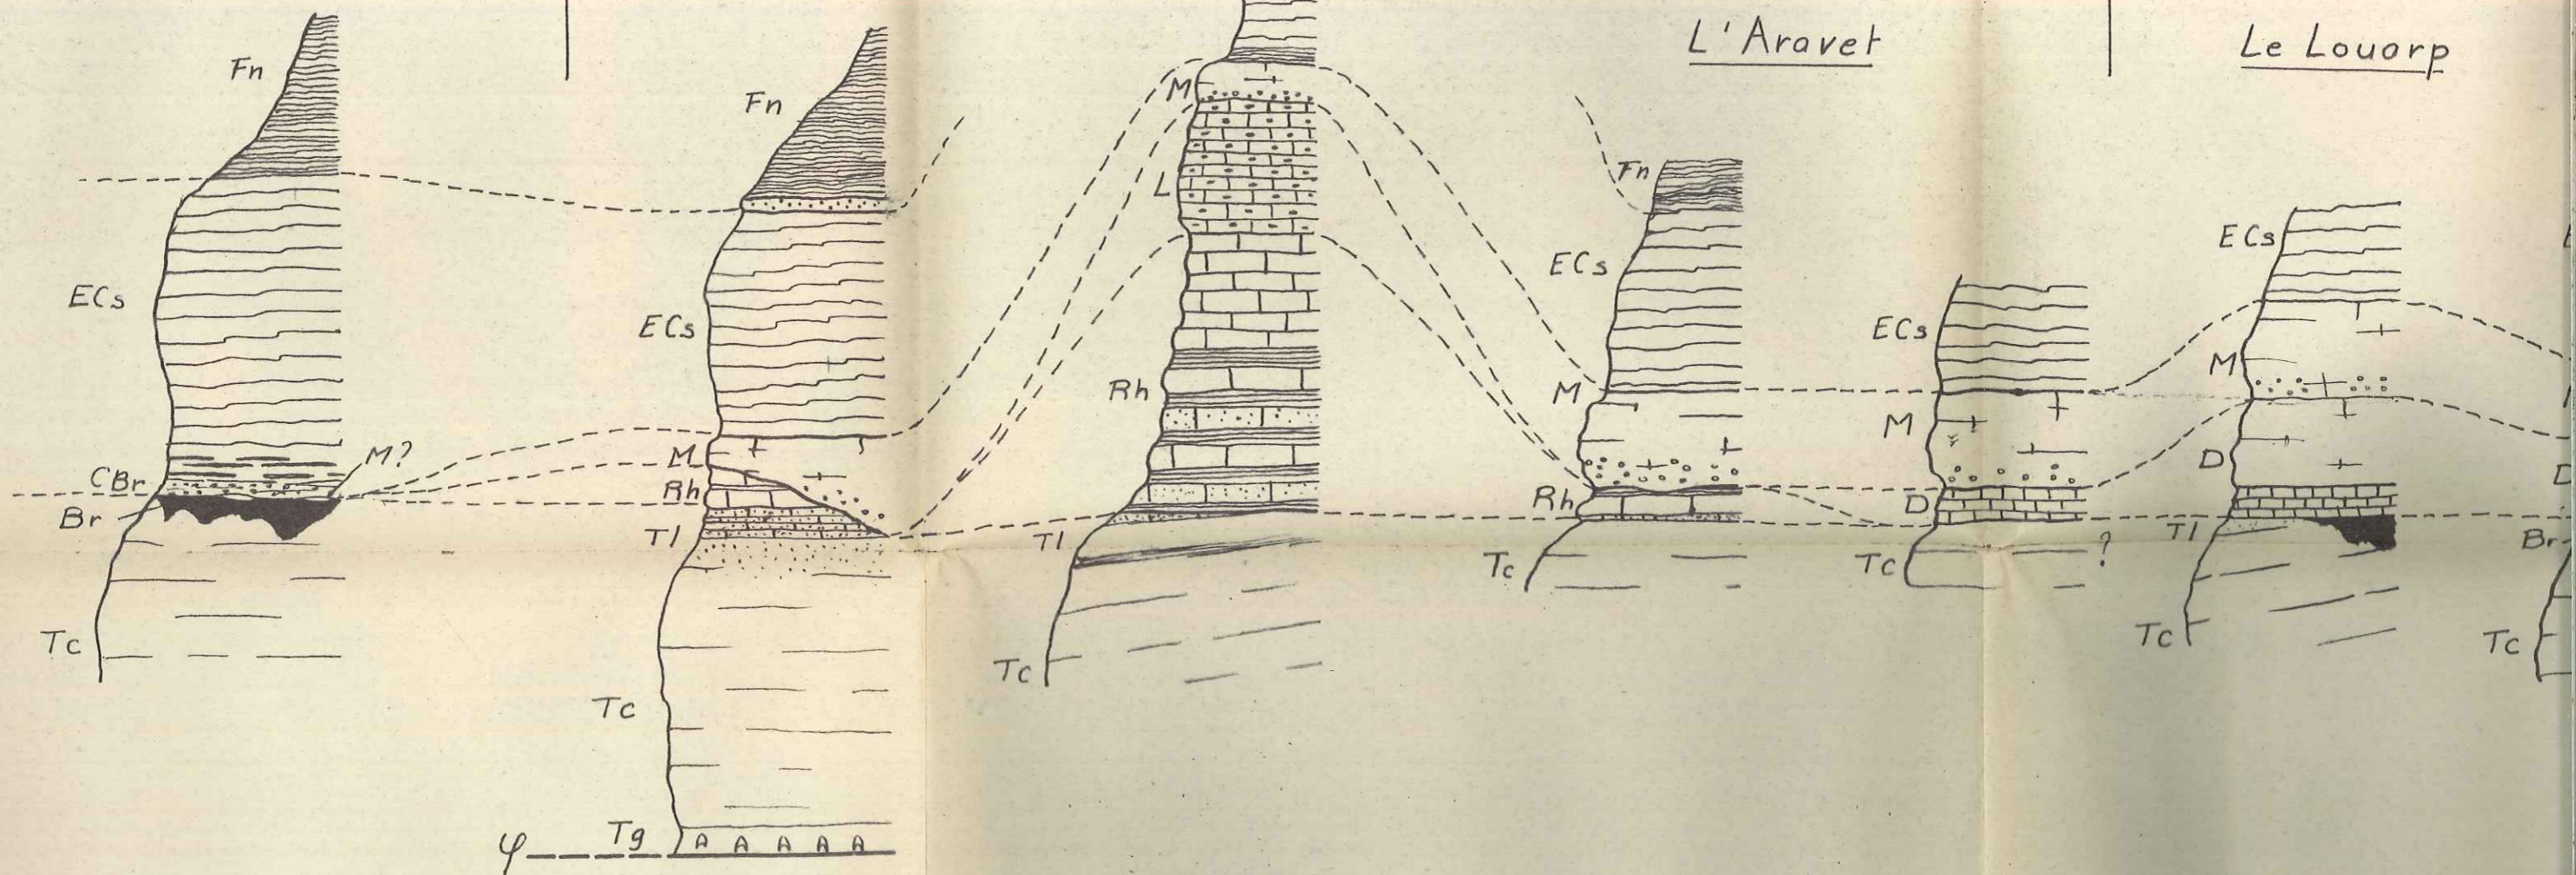 L'Aravet
Le Louarp
Fn
ECs
CBr
Br
Tc
M?
Fn
ECs
M
Rh
Tl
Tc
Tg
φ
A A A A A
M
L
Rh
Tl
Tc
Fn
ECs
M
Rh
Tc
ECs
M
D
Tc
?
ECs
M
D
Tl
Tc
Br
Tc